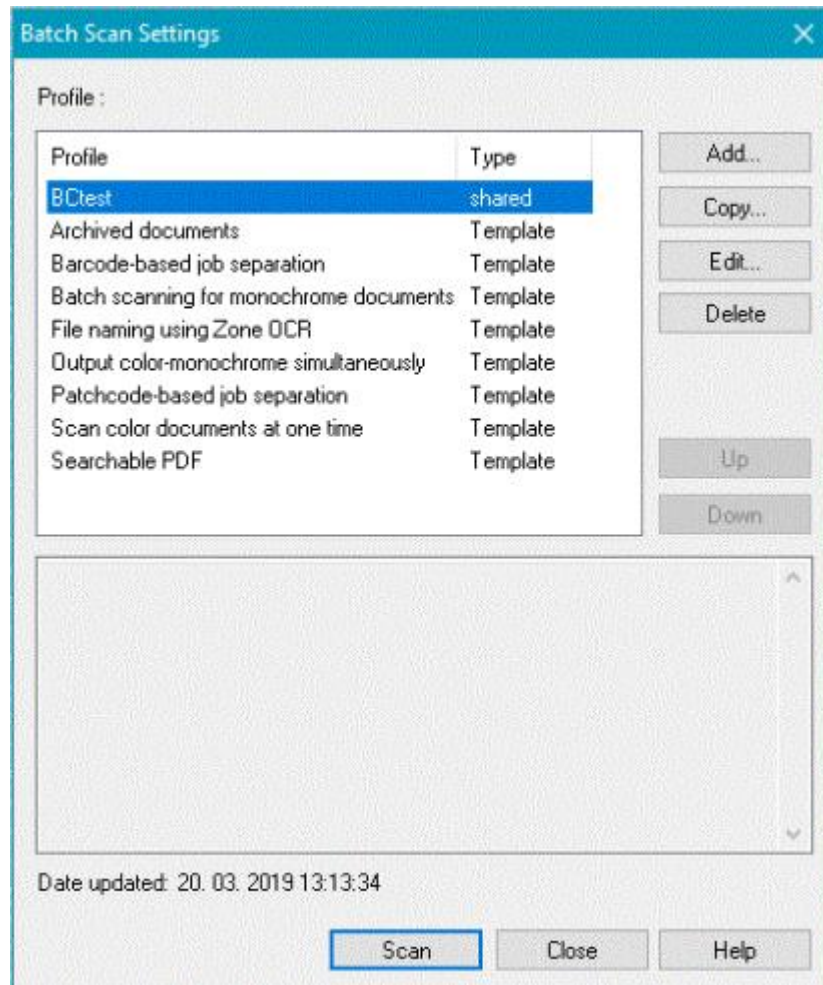 Batch Scan Settings
Profile :
Profile Type
BCtest shared
Archived documents Template
Barcode-based job separation Template
Batch scanning for monochrome documents Template
File naming using Zone OCR Template
Output color-monochrome simultaneously Template
Patchcode-based job separation Template
Scan color documents at one time Template
Searchable PDF Template
Add...
Copy...
Edit...
Delete
Up
Down
Date updated: 20. 03. 2019 13:13:34
Scan Close Help